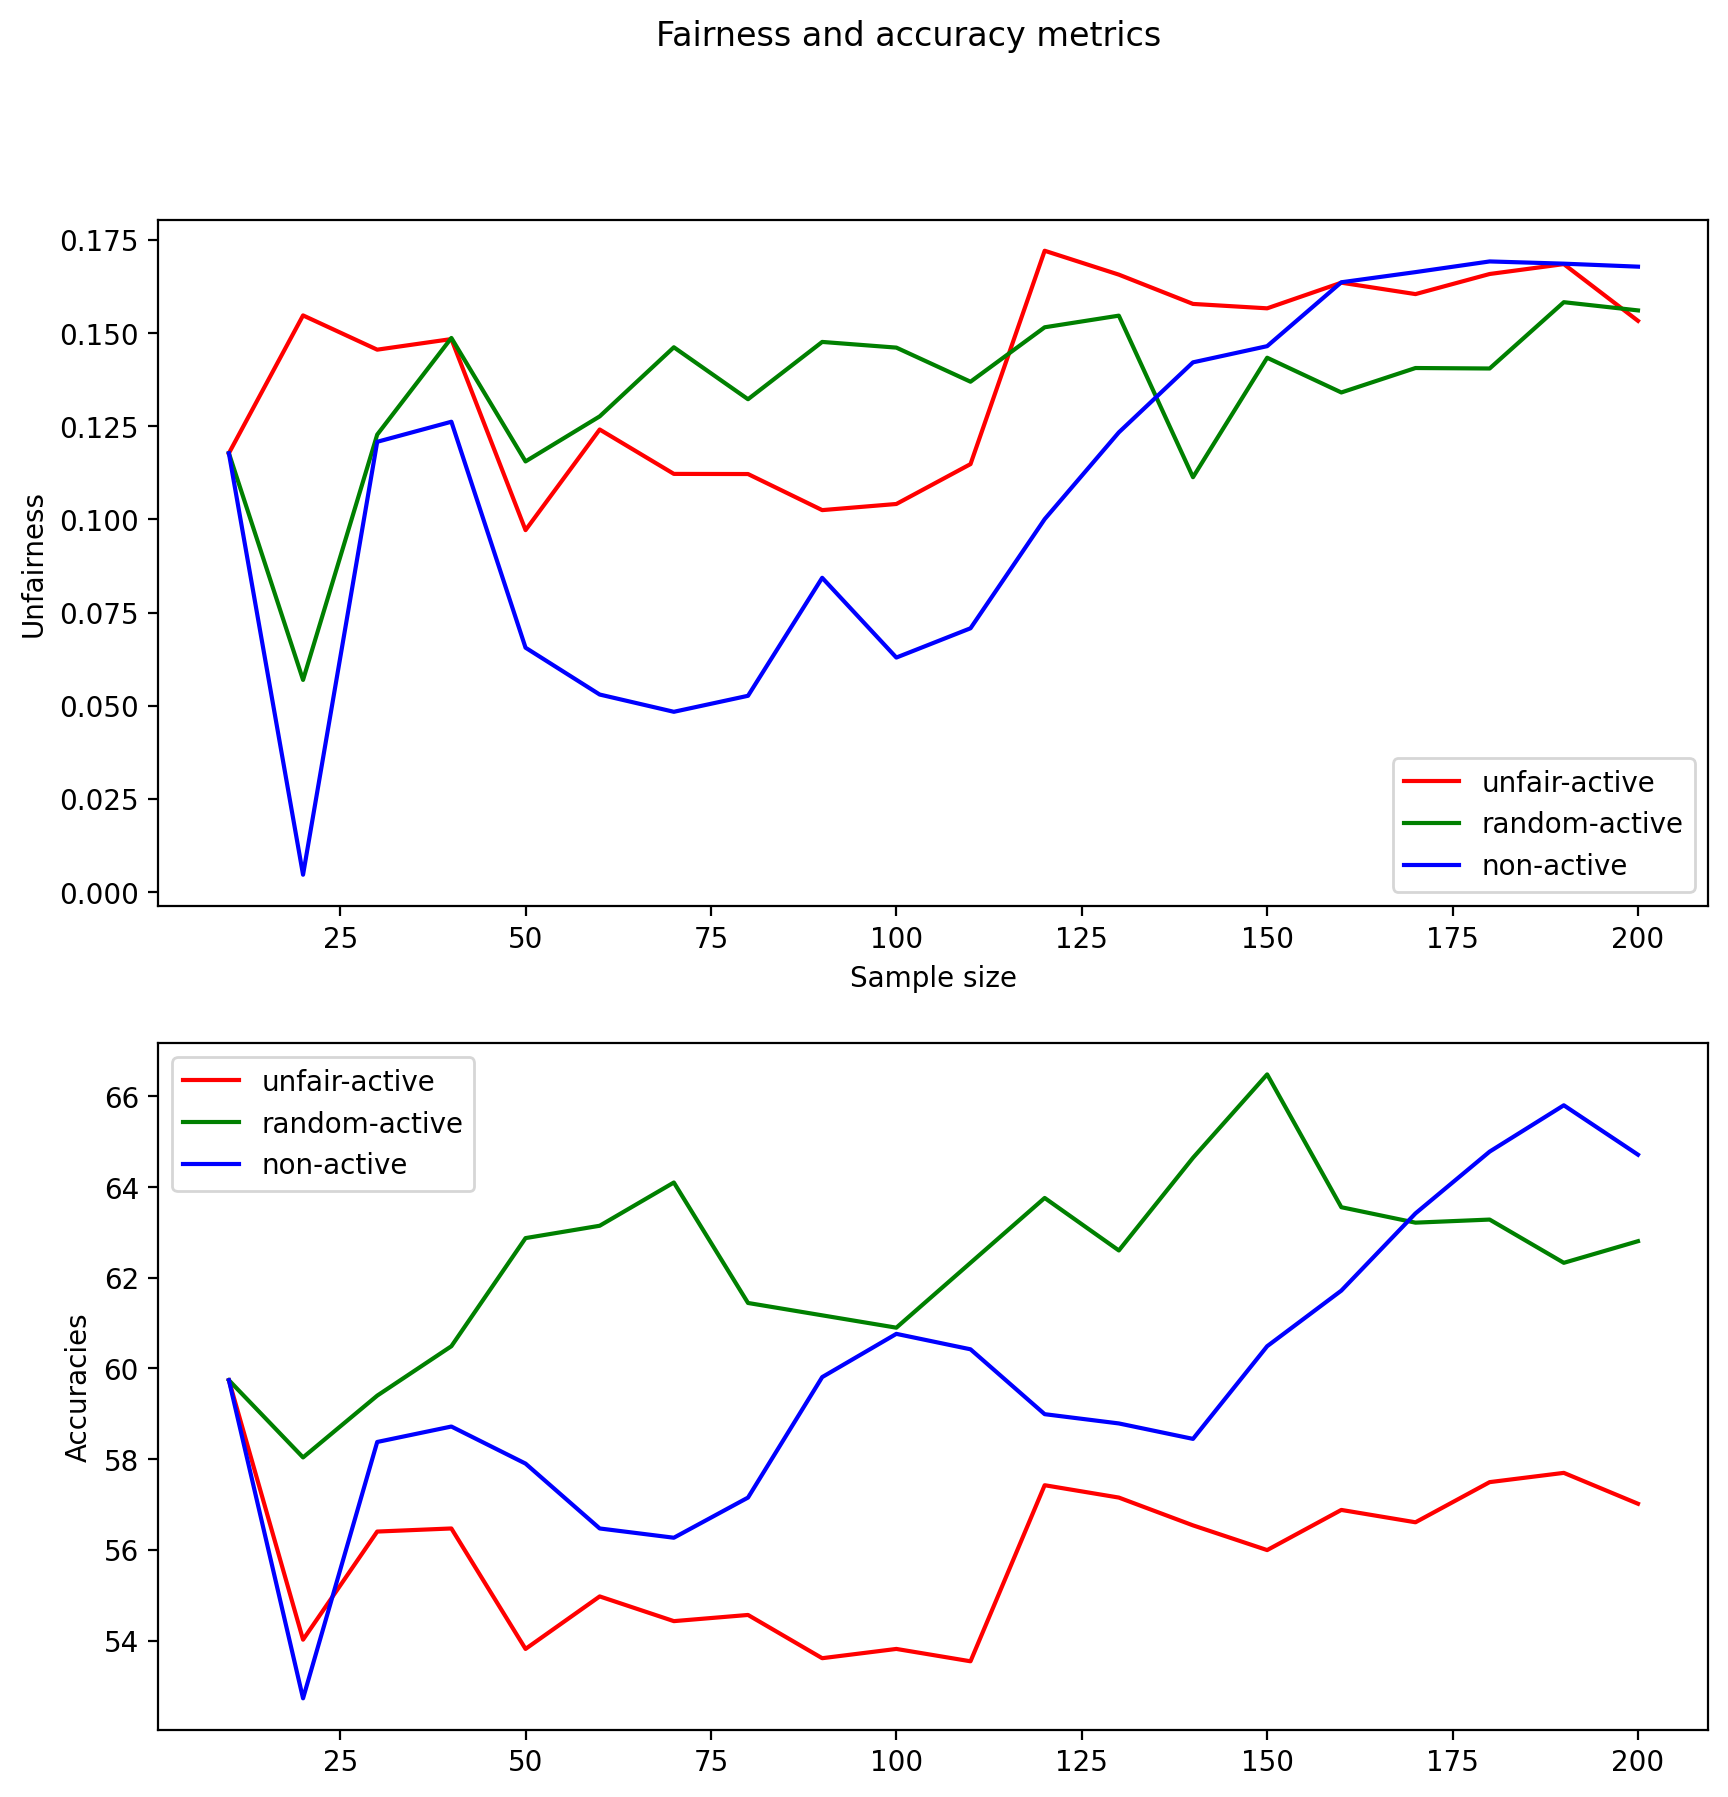 Fairness and accuracy metrics
0.175
0.150
0.125
0.100
0.075
0.050
0.025
0.000
Unfairness
unfair-active
random-active
non-active
25 50 75 100 125 150 175 200
Sample size
66
64
62
60
58
56
54
Accuracies
unfair-active
random-active
non-active
25 50 75 100 125 150 175 200